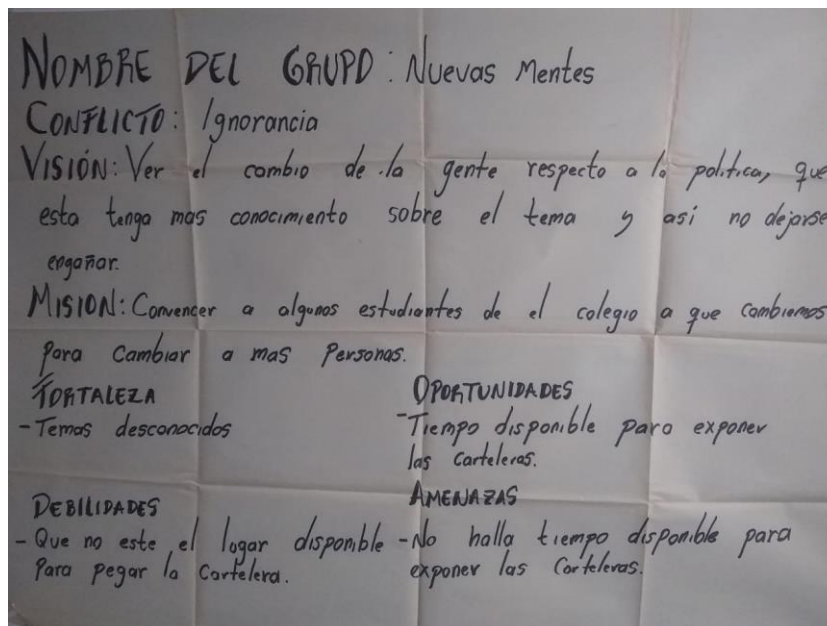 NOMBRE DEL GRUPO: Nuevas Mentes
CONFLICTO: Ignorancia
VISIÓN: Ver el cambio de la gente respecto a la politica, que
esta tenga mas conocimiento sobre el tema y asi no dejarse
engañar.
MISION: Convencer a algunos estudiantes de el colegio a que cambiemos
para cambiar a mas Personas.
FORTALEZA
- Temas desconocidos
OPORTUNIDADES
- Tiempo disponible para exponer
las Carteleras.
DEBILIDADES
- Que no este el lugar disponible
Para pegar la Cartelera.
AMENAZAS
- No halla tiempo disponible para
exponer las Carteleras.